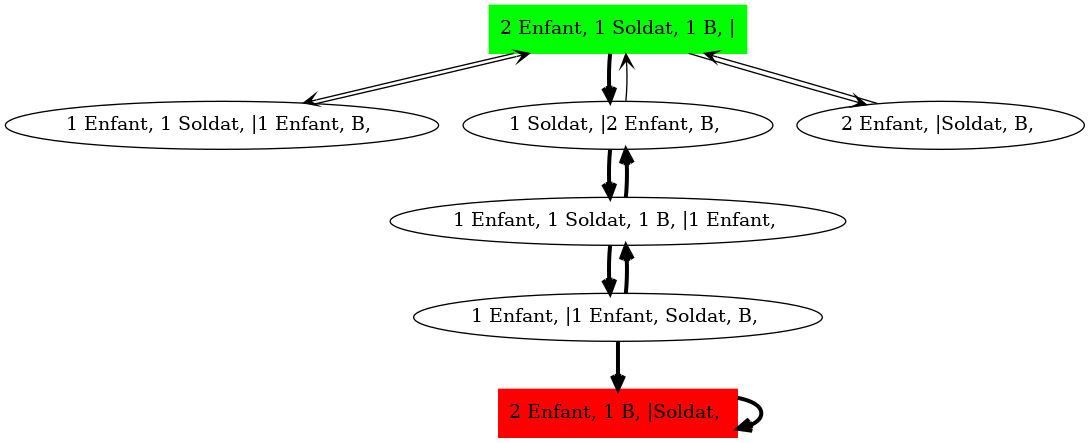 2 Enfant, 1 Soldat, 1 B, |
1 Enfant, 1 Soldat, |1 Enfant, B,
1 Soldat, |2 Enfant, B,
2 Enfant, |Soldat, B,
1 Enfant, 1 Soldat, 1 B, |1 Enfant,
1 Enfant, |1 Enfant, Soldat, B,
2 Enfant, 1 B, |Soldat,